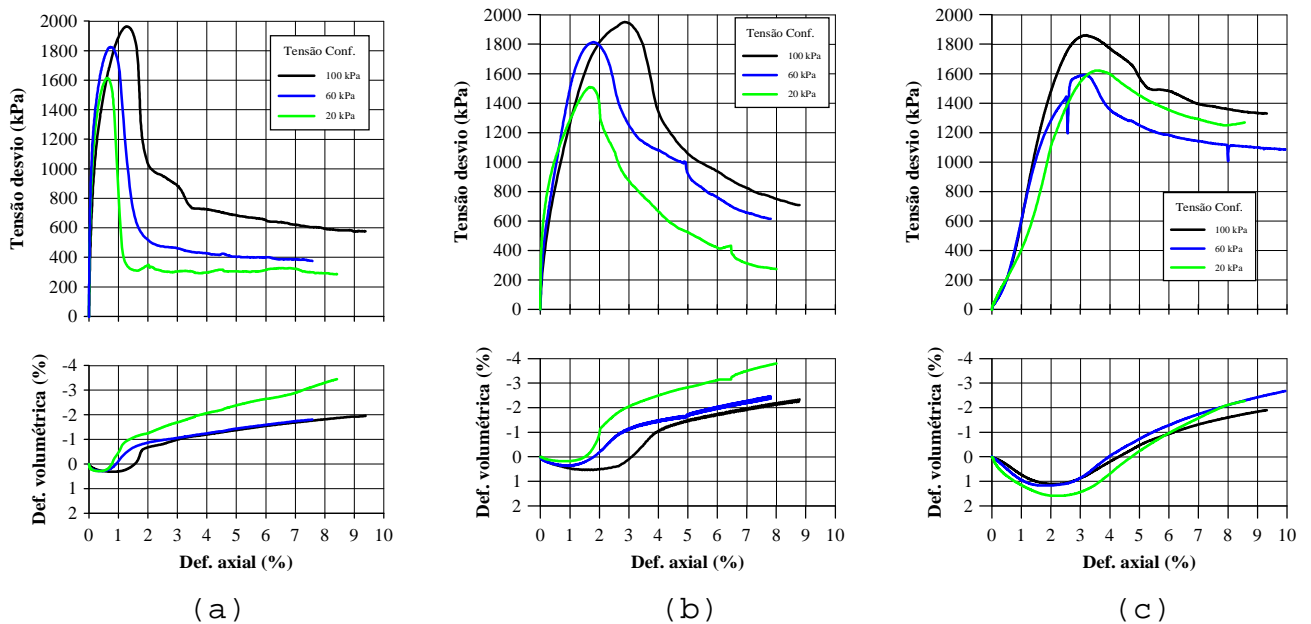 2000
1800
1600
1400
1200
1000
800
600
400
200
0
Tensão desvio (kPa)
Tensão Conf.
100 kPa
60 kPa
20 kPa
-4
-3
-2
-1
0
1
2
Def. volumétrica (%)
0 1 2 3 4 5 6 7 8 9 10
Def. axial (%)
(a)
2000
1800
1600
1400
1200
1000
800
600
400
200
0
Tensão desvio (kPa)
Tensão Conf.
100 kPa
60 kPa
20 kPa
-4
-3
-2
-1
0
1
2
Def. volumétrica (%)
0 1 2 3 4 5 6 7 8 9 10
Def. axial (%)
(b)
2000
1800
1600
1400
1200
1000
800
600
400
200
0
Tensão desvio (kPa)
Tensão Conf.
100 kPa
60 kPa
20 kPa
-4
-3
-2
-1
0
1
2
Def. volumétrica (%)
0 1 2 3 4 5 6 7 8 9 10
Def. axial (%)
(c)